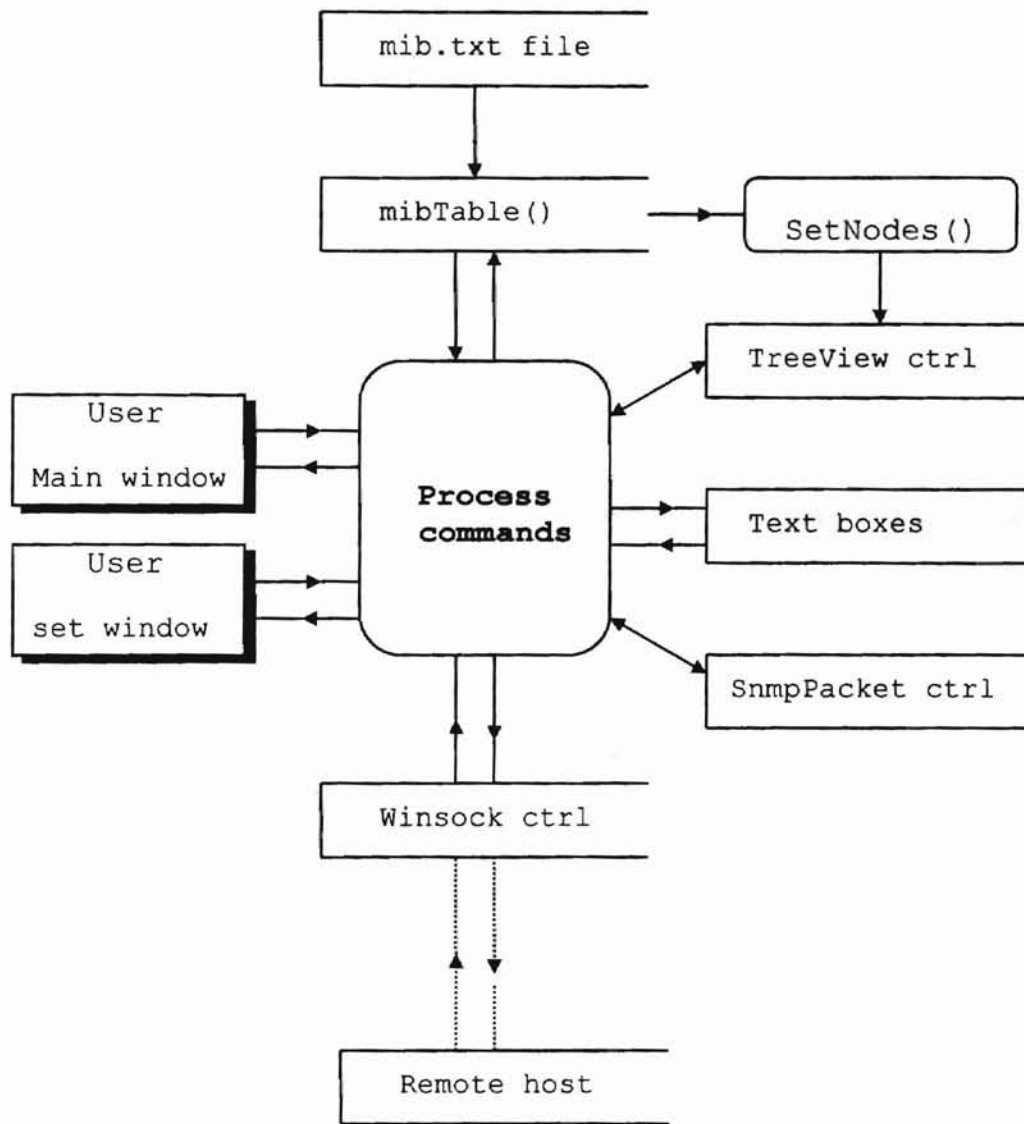 mib.txt file
mibTable()
SetNodes()
TreeView ctrl
User
Main window
Process
commands
Text boxes
User
set window
SnmpPacket ctrl
Winsock ctrl
Remote host